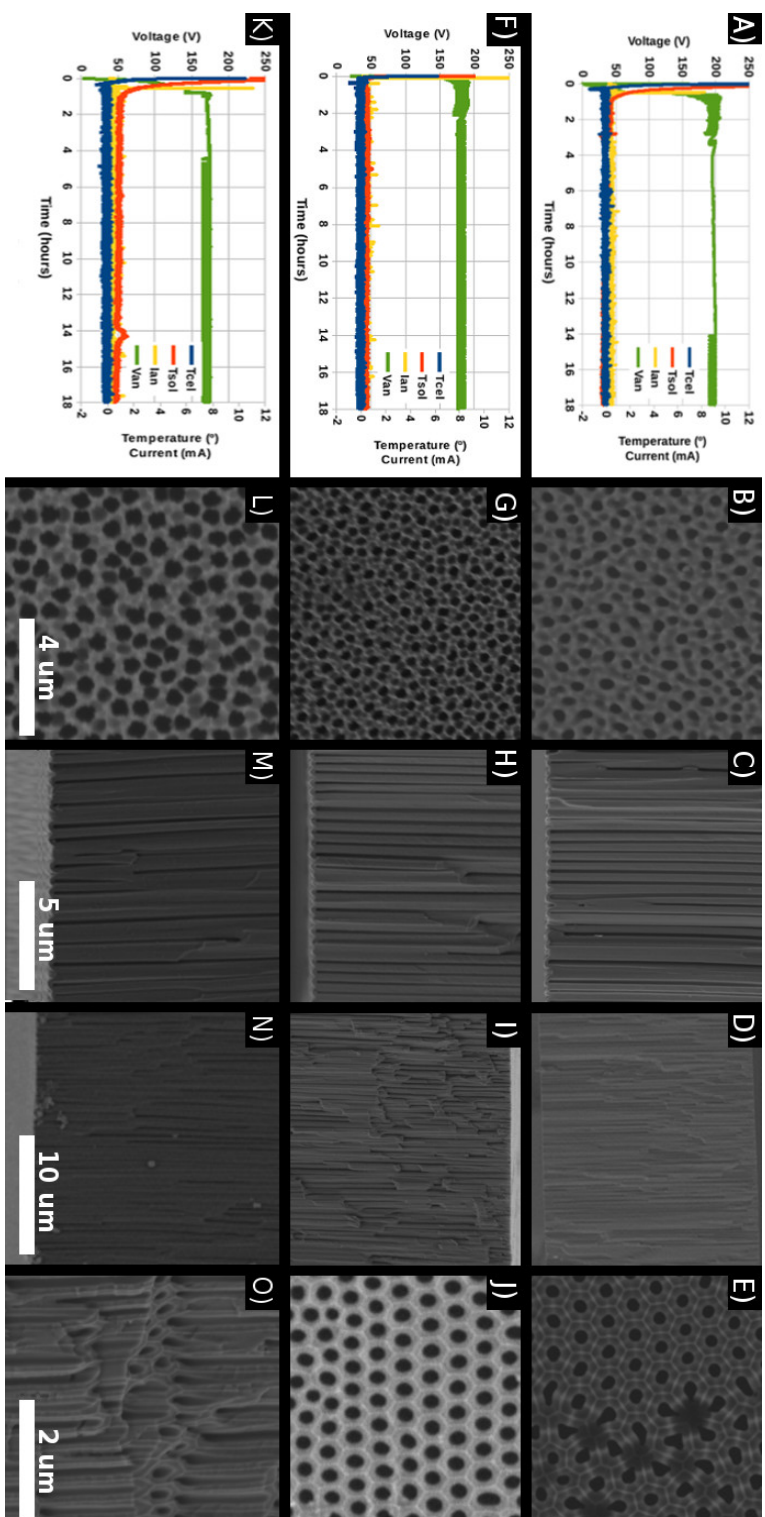 A)
Voltage (V)
250
200
150
100
50
0
0 2 4 6 8 10 12 14 16 18
Time (hours)
Tcel
Tsol
Ian
Van
12
10
8
6
4
2
0
-2
Temperature (º)
Current (mA)
B)
C)
D)
E)
F)
Voltage (V)
250
200
150
100
50
0
0 2 4 6 8 10 12 14 16 18
Time (hours)
Tcel
Tsol
Ian
Van
12
10
8
6
4
2
0
-2
Temperature (º)
Current (mA)
G)
H)
I)
J)
K)
Voltage (V)
250
200
150
100
50
0
0 2 4 6 8 10 12 14 16 18
Time (hours)
Tcel
Tsol
Ian
Van
12
10
8
6
4
2
0
-2
Temperature (º)
Current (mA)
L)
4 um
M)
5 um
N)
10 um
O)
2 um